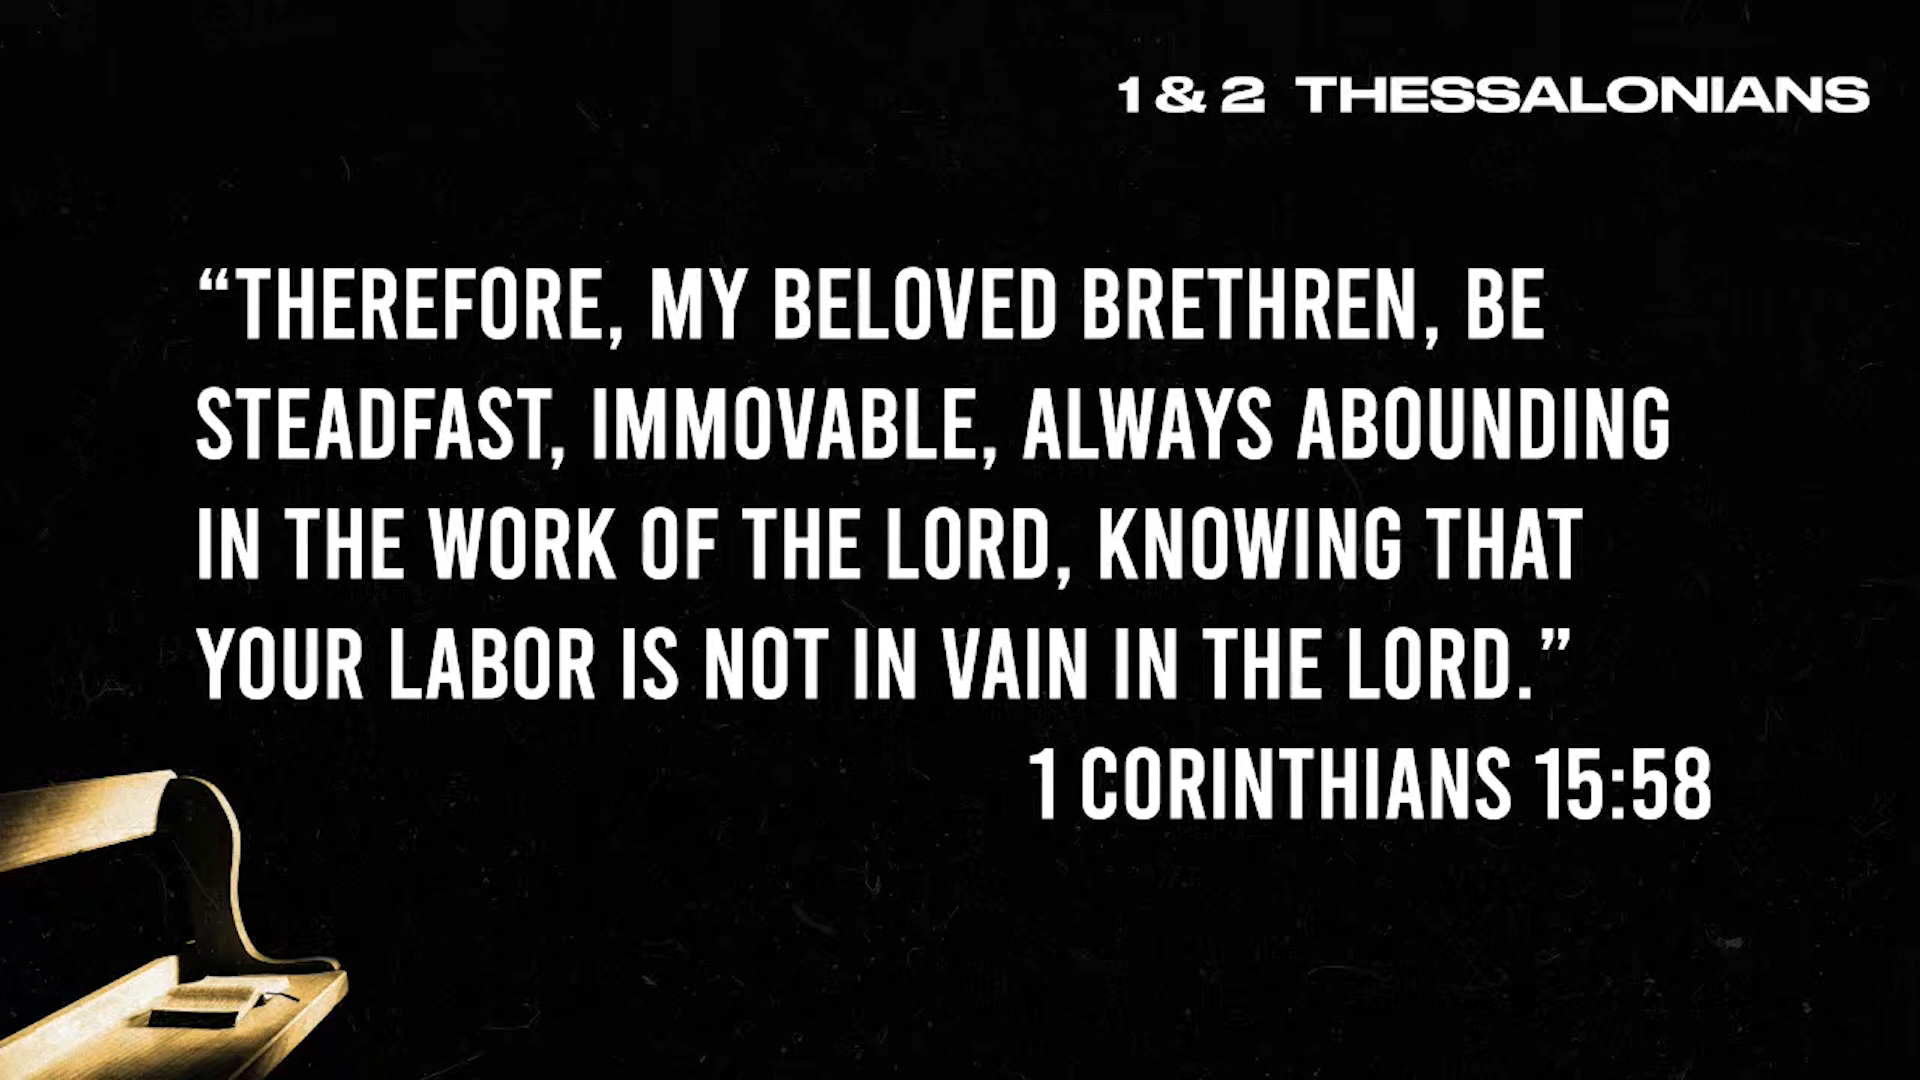 1 & 2 THESSALONIANS
“THEREFORE, MY BELOVED BRETHREN, BE
STEADFAST, IMMOVABLE, ALWAYS ABOUNDING
IN THE WORK OF THE LORD, KNOWING THAT
YOUR LABOR IS NOT IN VAIN IN THE LORD.”
1 CORINTHIANS 15:58